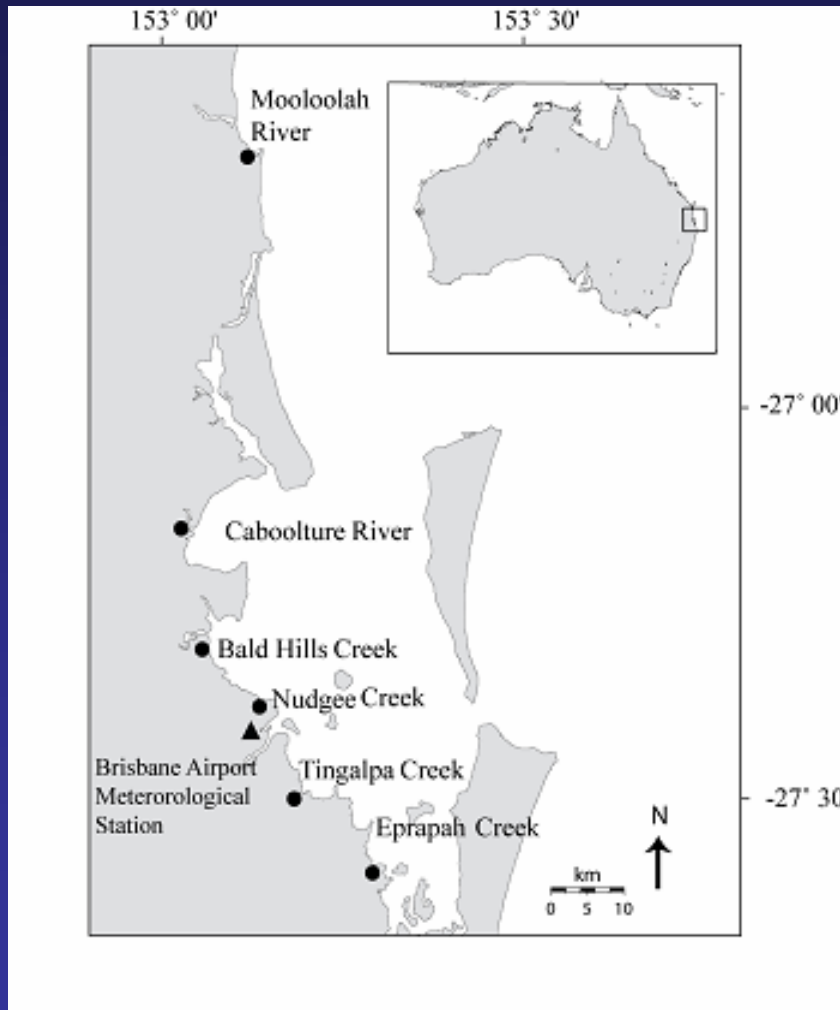 153˚ 00'
153˚ 30'
Mooloolah
River
-27˚ 00'
Caboolture River
Bald Hills Creek
Nudgee Creek
Brisbane Airport
Meterorological
Station
Tingalpa Creek
-27˚ 30
Eprapah Creek
N
km
0 5 10